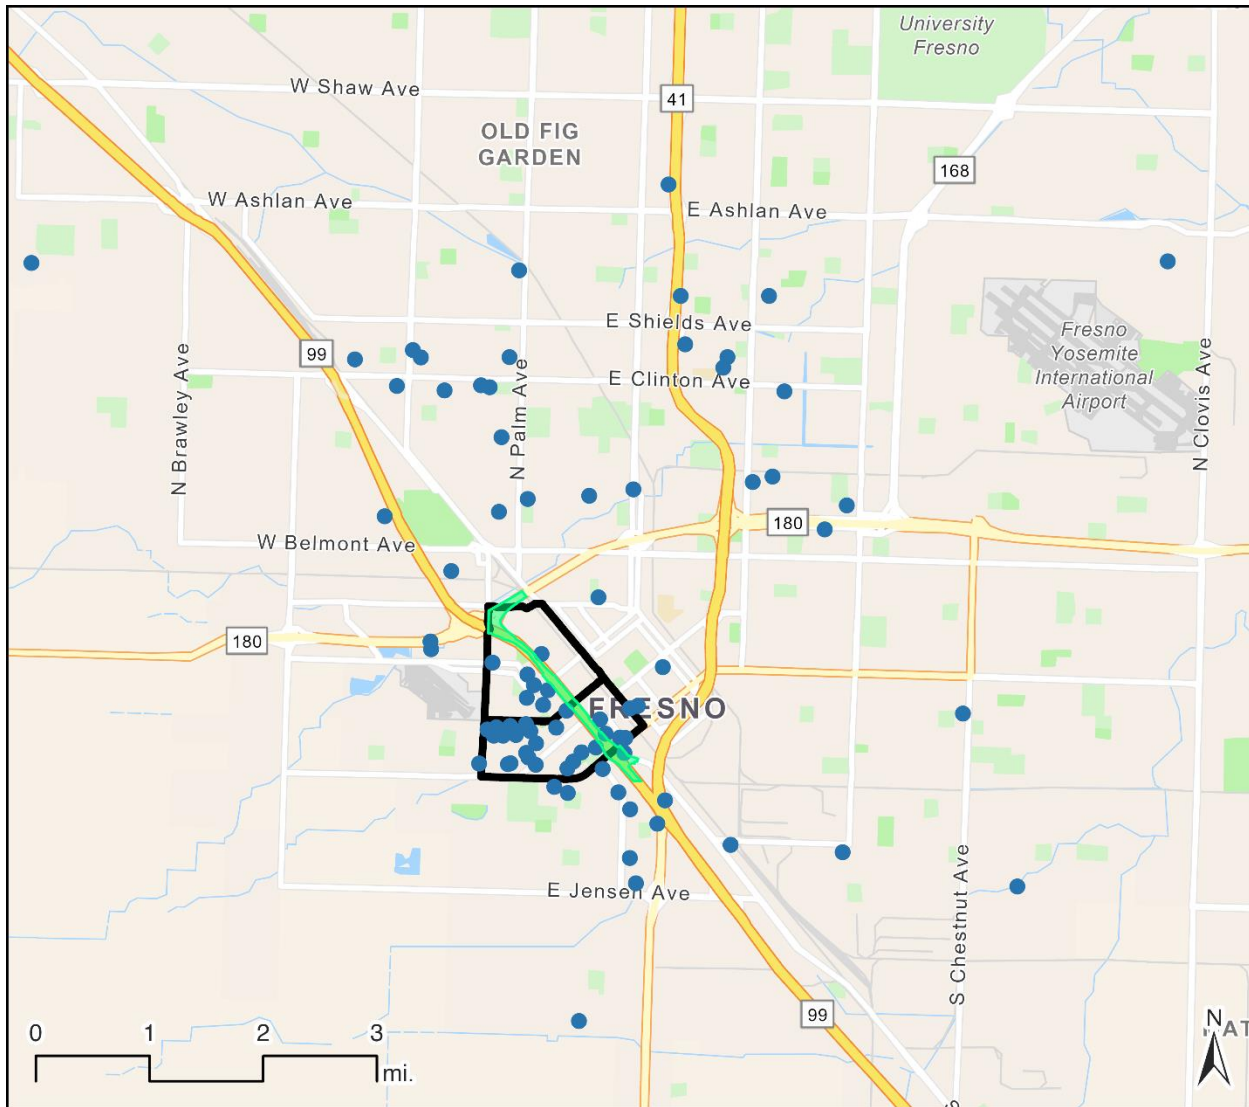 University
Fresno
W Shaw Ave
41
OLD FIG
GARDEN
168
W Ashlan Ave
E Ashlan Ave
E Shields Ave
Fresno
Yosemite
International
Airport
99
E Clinton Ave
N Brawley Ave
N Palm Ave
N Clovis Ave
180
W Belmont Ave
180
FRESNO
E Jensen Ave
S Chestnut Ave
99
0 1 2 3
mi.
N